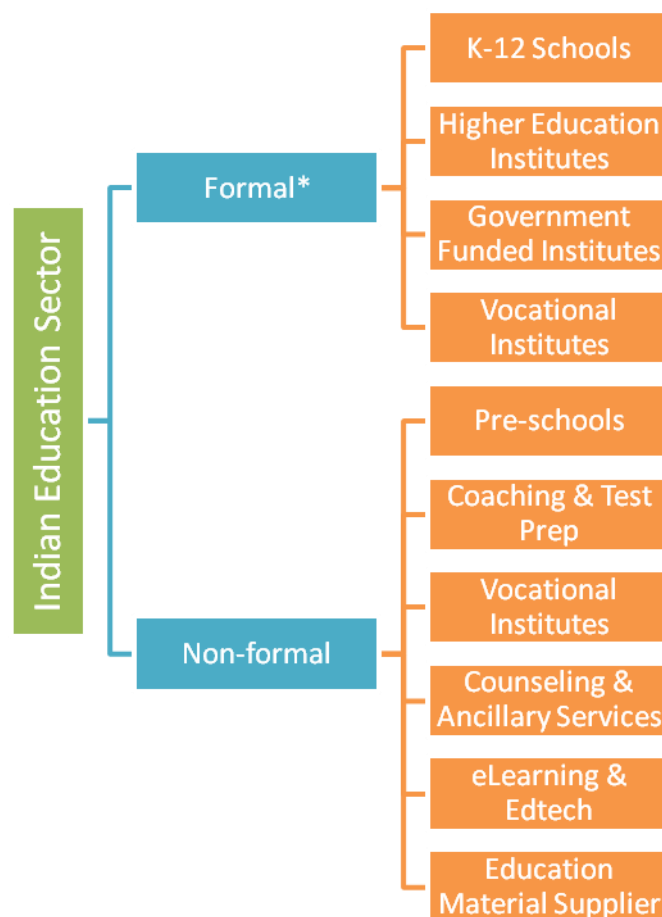 Indian Education Sector
Formal*
K-12 Schools
Higher Education
Institutes
Government
Funded Institutes
Vocational
Institutes
Non-formal
Pre-schools
Coaching & Test
Prep
Vocational
Institutes
Counseling &
Ancillary Services
eLearning &
Edtech
Education
Material Supplier